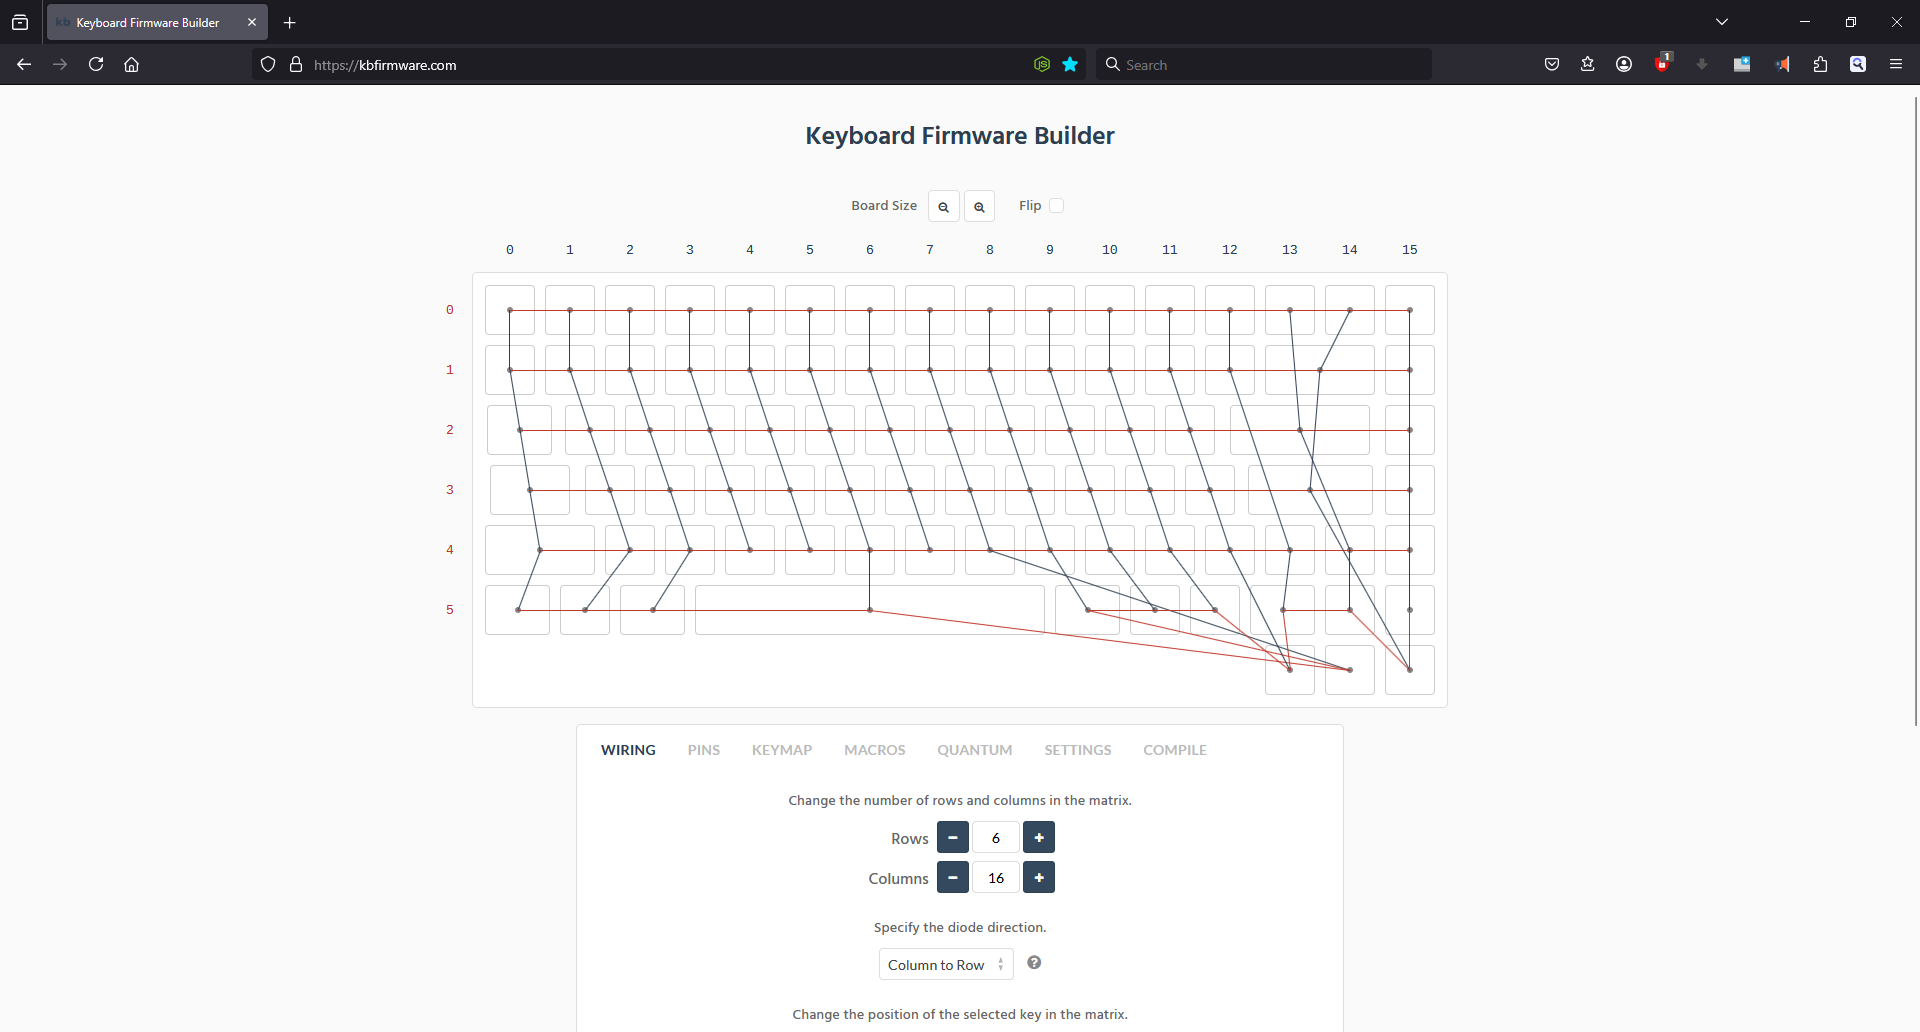 kb Keyboard Firmware Builder
https://kbfirmware.com
Search
1
Keyboard Firmware Builder
Board Size
Flip
0 1 2 3 4 5 6 7 8 9 10 11 12 13 14 15
0
1
2
3
4
5
WIRING PINS KEYMAP MACROS QUANTUM SETTINGS COMPILE
Change the number of rows and columns in the matrix.
Rows 6
Columns 16
Specify the diode direction.
Column to Row ?
Change the position of the selected key in the matrix.